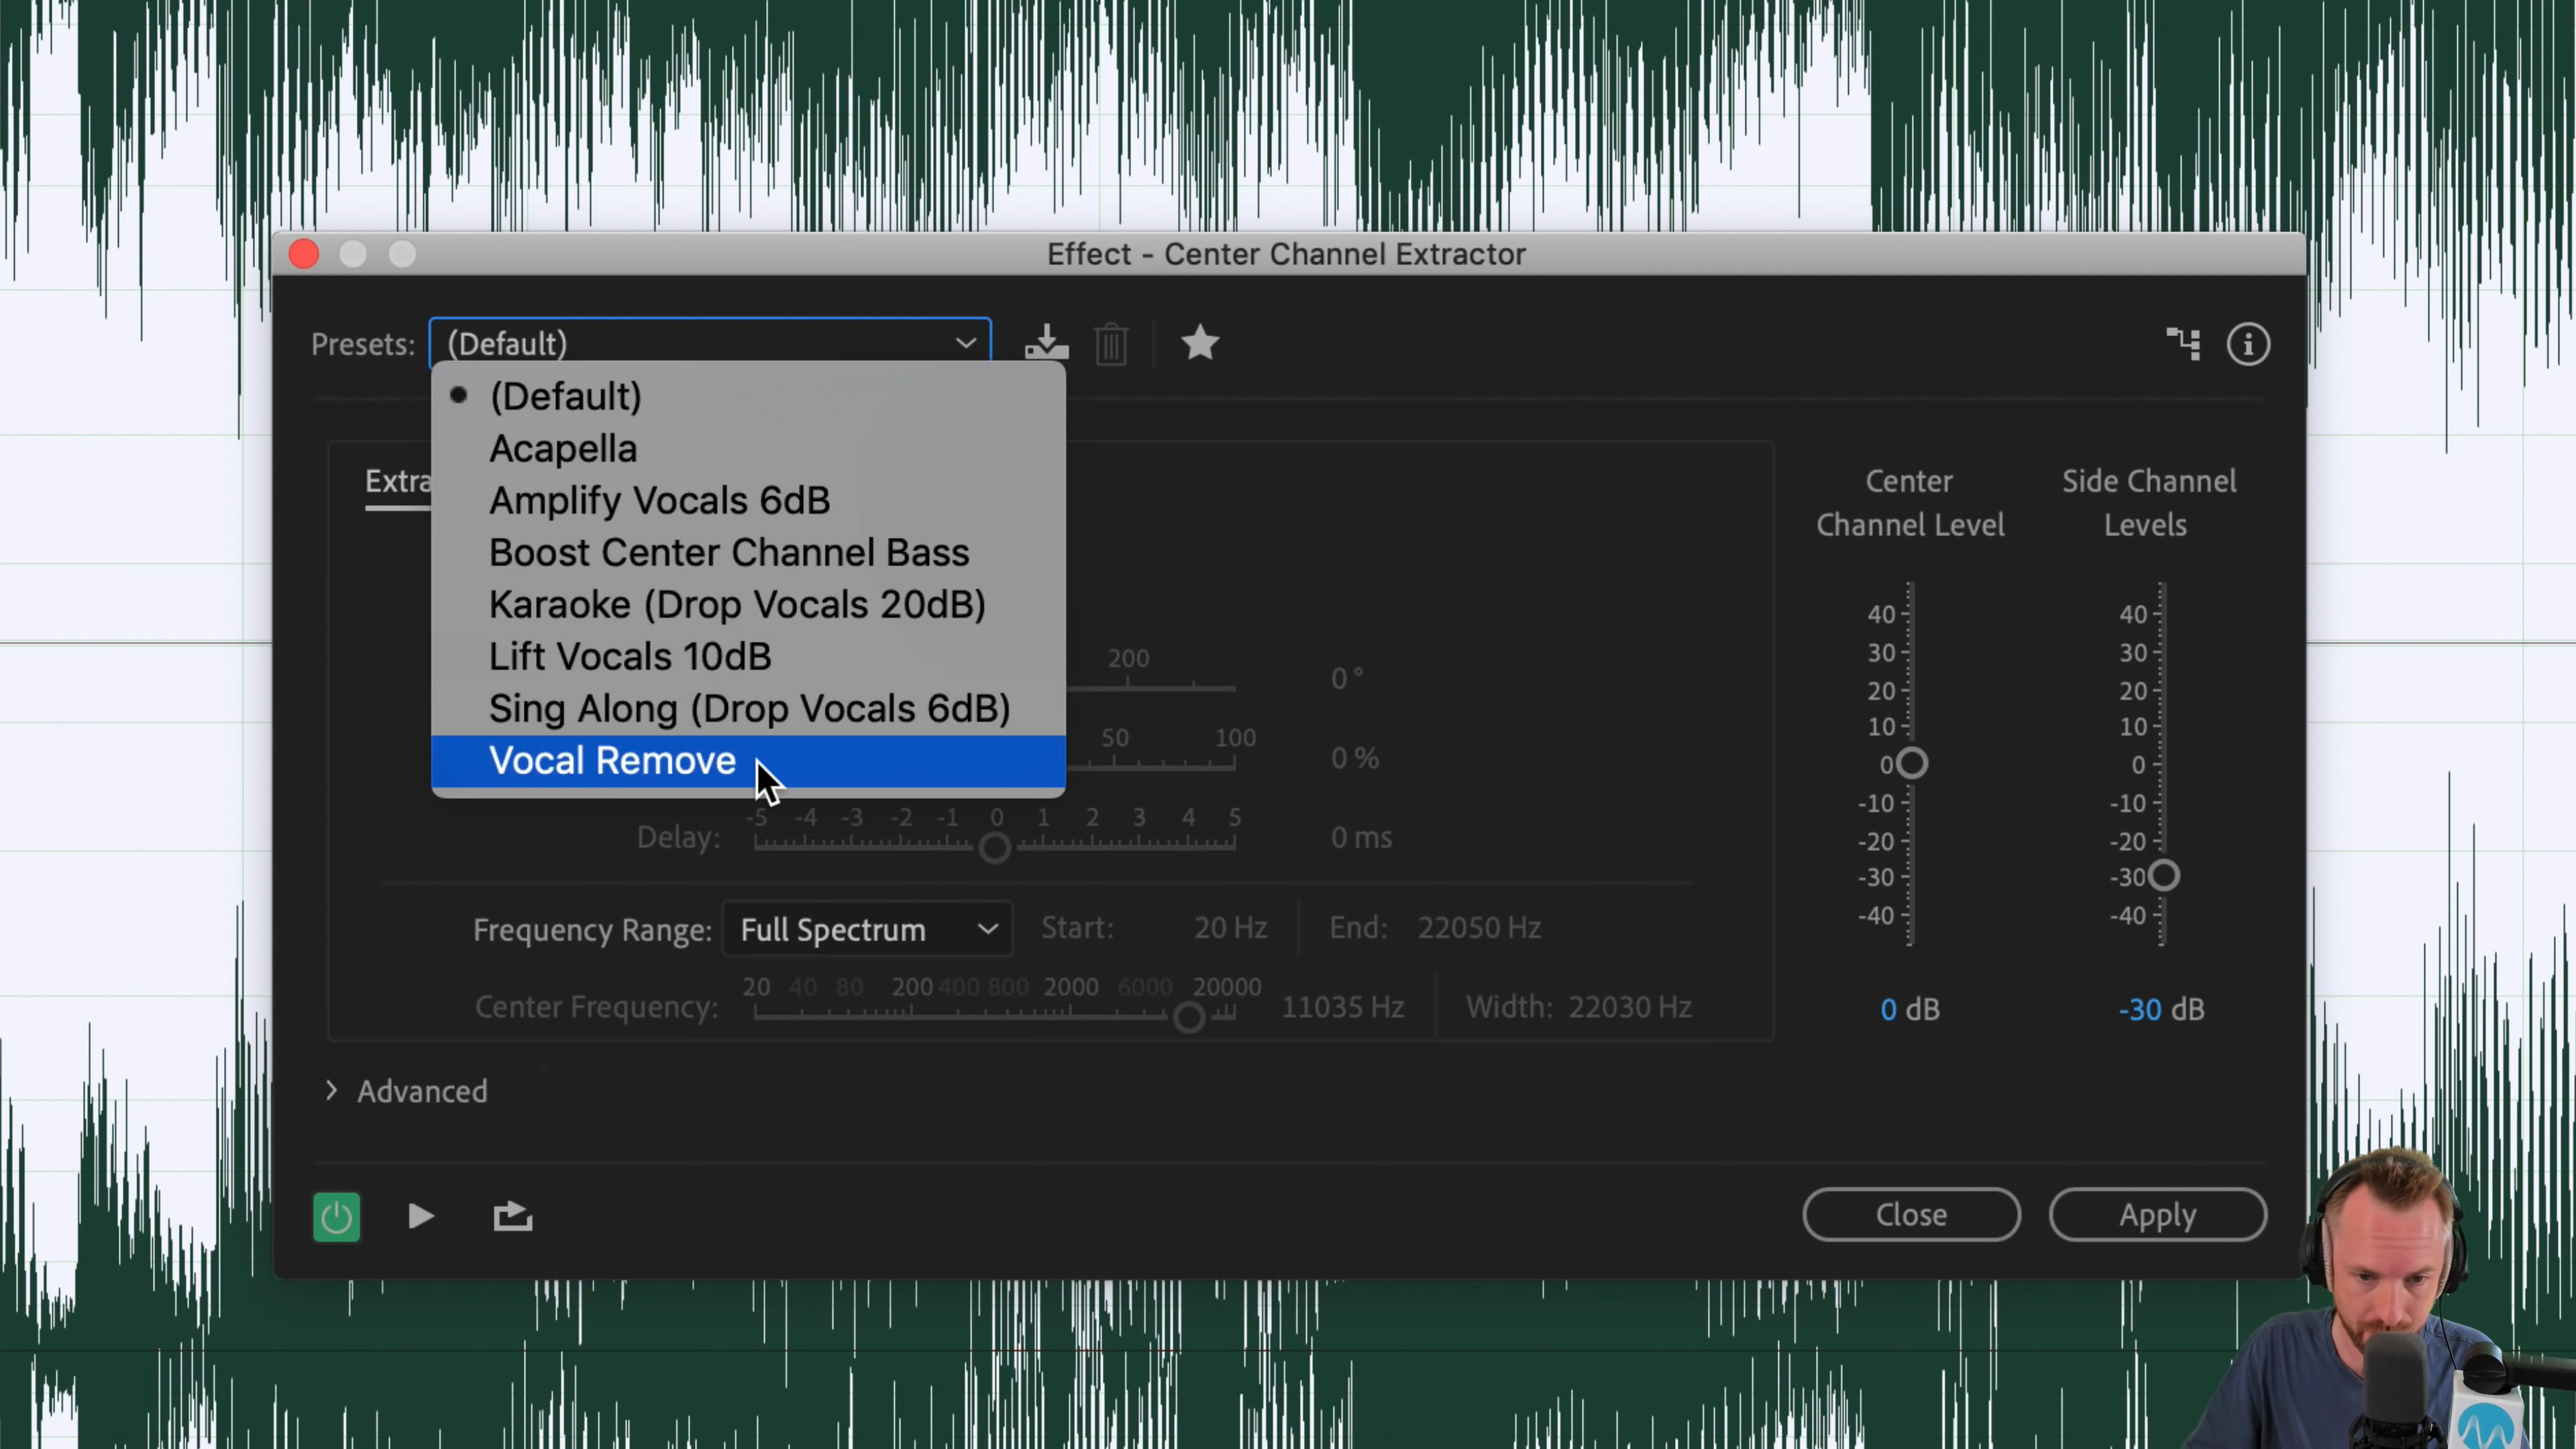 Effect - Center Channel Extractor
Presets: (Default)
(Default)
Acapella
Amplify Vocals 6dB
Boost Center Channel Bass
Karaoke (Drop Vocals 20dB)
Lift Vocals 10dB
Sing Along (Drop Vocals 6dB)
Vocal Remove
Extra
200 0 °
50 100 0 %
-5 -4 -3 -2 -1 0 1 2 3 4 5
Delay: 0 ms
Frequency Range: Full Spectrum Start: 20 Hz End: 22050 Hz
20 40 80 200 400 800 2000 6000 20000
Center Frequency: 11035 Hz Width: 22030 Hz
Center
Channel Level
40
30
20
10
0
-10
-20
-30
-40
0 dB
Side Channel
Levels
40
30
20
10
0
-10
-20
-30
-40
-30 dB
Advanced
Close Apply